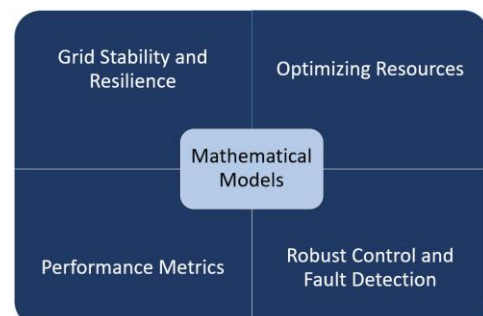 Grid Stability and
Resilience
Optimizing Resources
Mathematical
Models
Performance Metrics
Robust Control and
Fault Detection